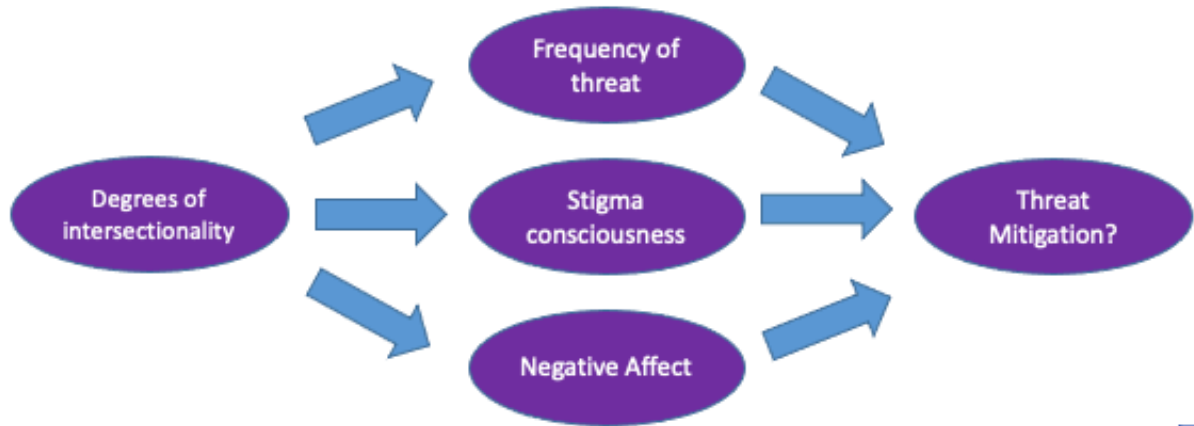 Frequency of
threat
Degrees of
intersectionality
Stigma
consciousness
Threat
Mitigation?
Negative Affect